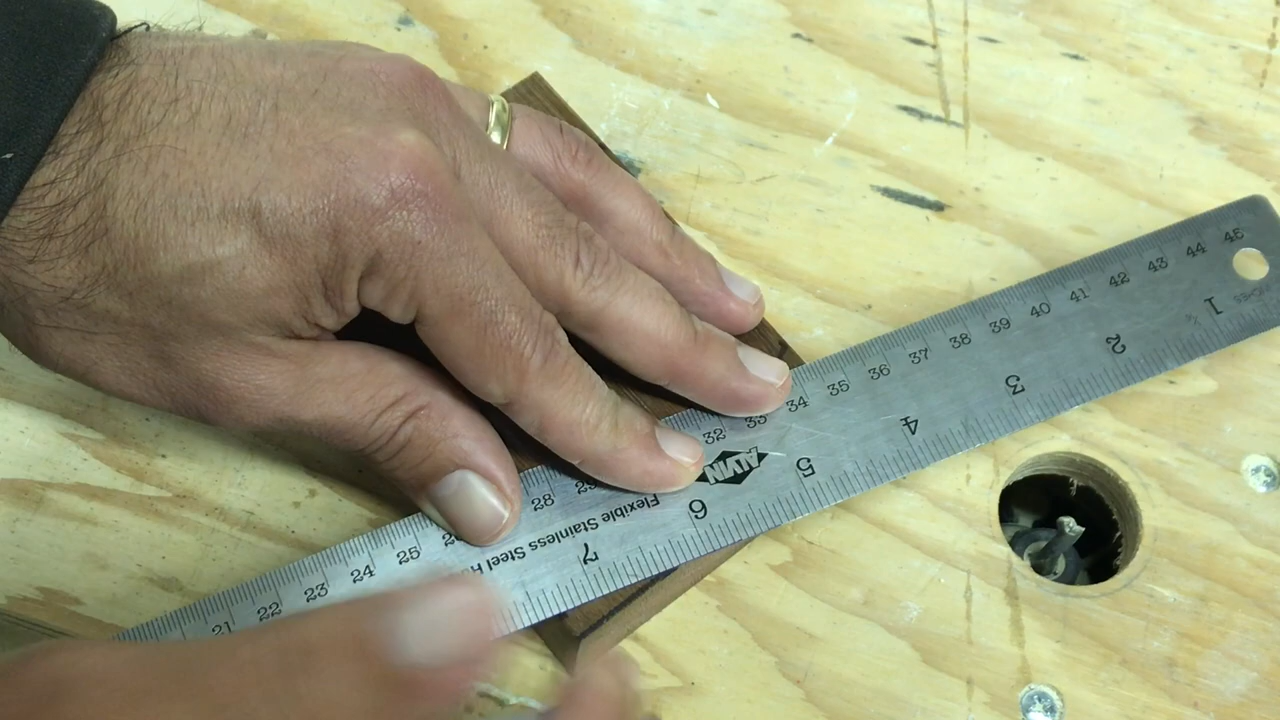 21 22 23 24 25 28 32 33 34 35 36 37 38 39 40 41 42 43 44 45
ALVIN
Flexible Stainless Steel
7 6 5 4 3 2 1